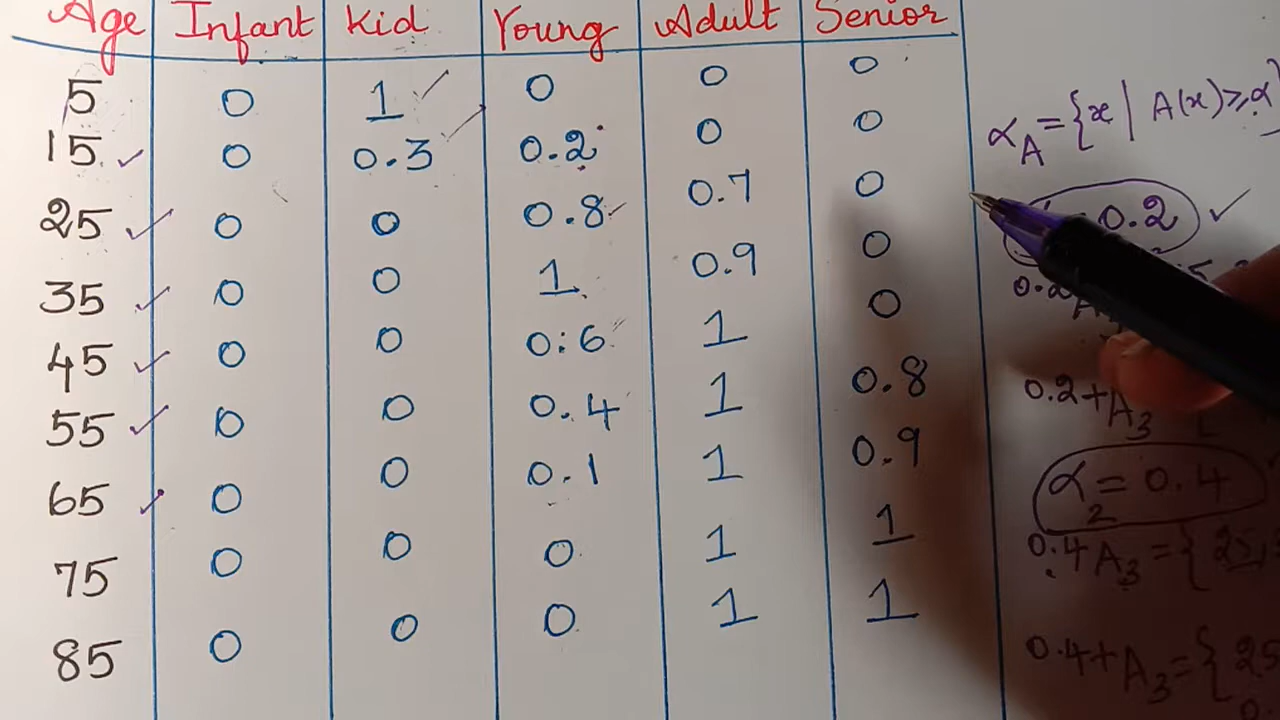 Age Infant Kid Young Adult Senior
5 0 1 ✓ 0 0 0
15 ✓ 0 0.3 0.2 0 0
25 ✓ 0 0 0.8 ✓ 0.7 0
35 ✓ 0 0 1 0.9 0
45 ✓ 0 0 0.6 1 0
55 ✓ 0 0 0.4 1 0.8
65 ✓ 0 0 0.1 1 0.9
75 0 0 0 1 1
85 0 0 0 1 1
αA = {x | A(x) ≥ α}
0.2 ✓
0.2
0.2+A3
α2 = 0.4
0.4A3 = {25,
0.4+A3 = {25